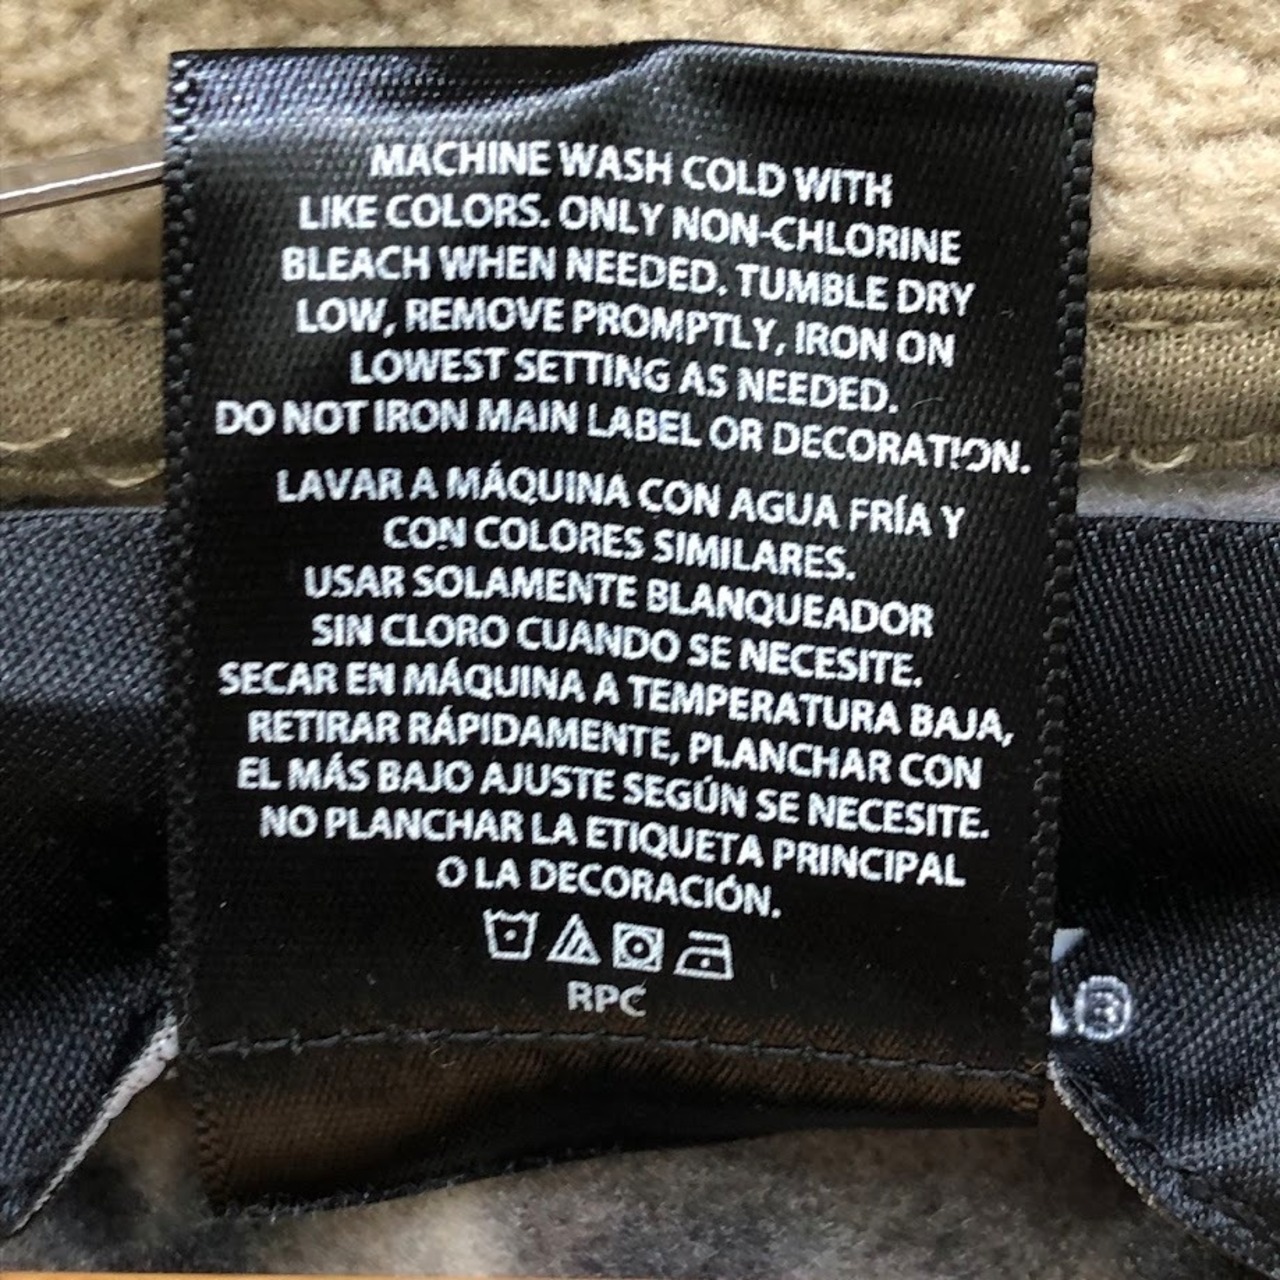 MACHINE WASH COLD WITH
LIKE COLORS. ONLY NON-CHLORINE
BLEACH WHEN NEEDED. TUMBLE DRY
LOW, REMOVE PROMPTLY, IRON ON
LOWEST SETTING AS NEEDED.
DO NOT IRON MAIN LABEL OR DECORATION.
LAVAR A MÁQUINA CON AGUA FRÍA Y
CON COLORES SIMILARES.
USAR SOLAMENTE BLANQUEADOR
SIN CLORO CUANDO SE NECESITE.
SECAR EN MÁQUINA A TEMPERATURA BAJA,
RETIRAR RÁPIDAMENTE, PLANCHAR CON
EL MÁS BAJO AJUSTE SEGÚN SE NECESITE.
NO PLANCHAR LA ETIQUETA PRINCIPAL
O LA DECORACIÓN.
RPC
®